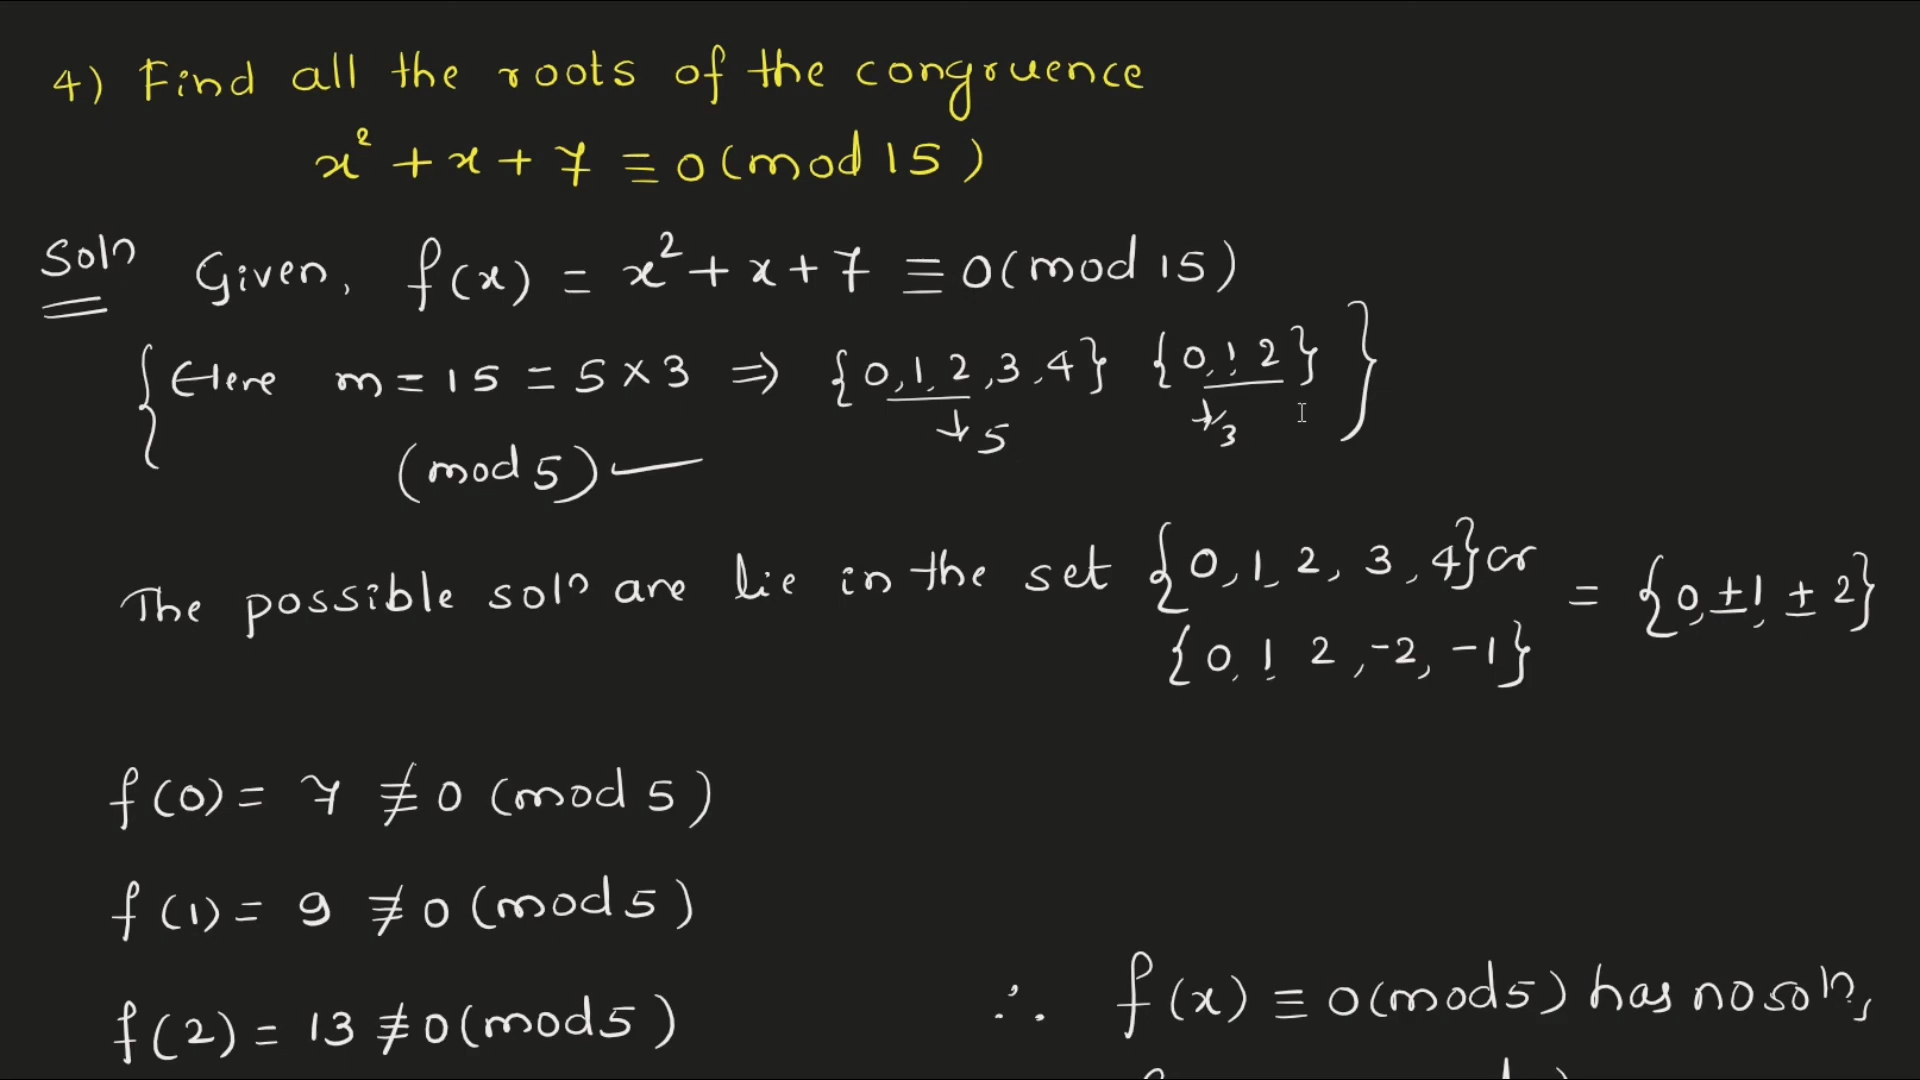 4) Find all the roots of the congruence
x² + x + 7 ≡ 0 (mod 15)
Soln Given, f(x) = x² + x + 7 ≡ 0 (mod 15)
{ Here m = 15 = 5 × 3 ⇒ {0, 1, 2, 3, 4} {0, 1, 2} }
↓ 5 ↓ 3
(mod 5) —
The possible soln are lie in the set {0, 1, 2, 3, 4} or = {0, ±1, ±2}
{0, 1, 2, -2, -1}
f(0) = 7 ≢ 0 (mod 5)
f(1) = 9 ≢ 0 (mod 5)
∴ f(x) ≡ 0 (mod 5) has no soln,
f(2) = 13 ≢ 0 (mod 5)